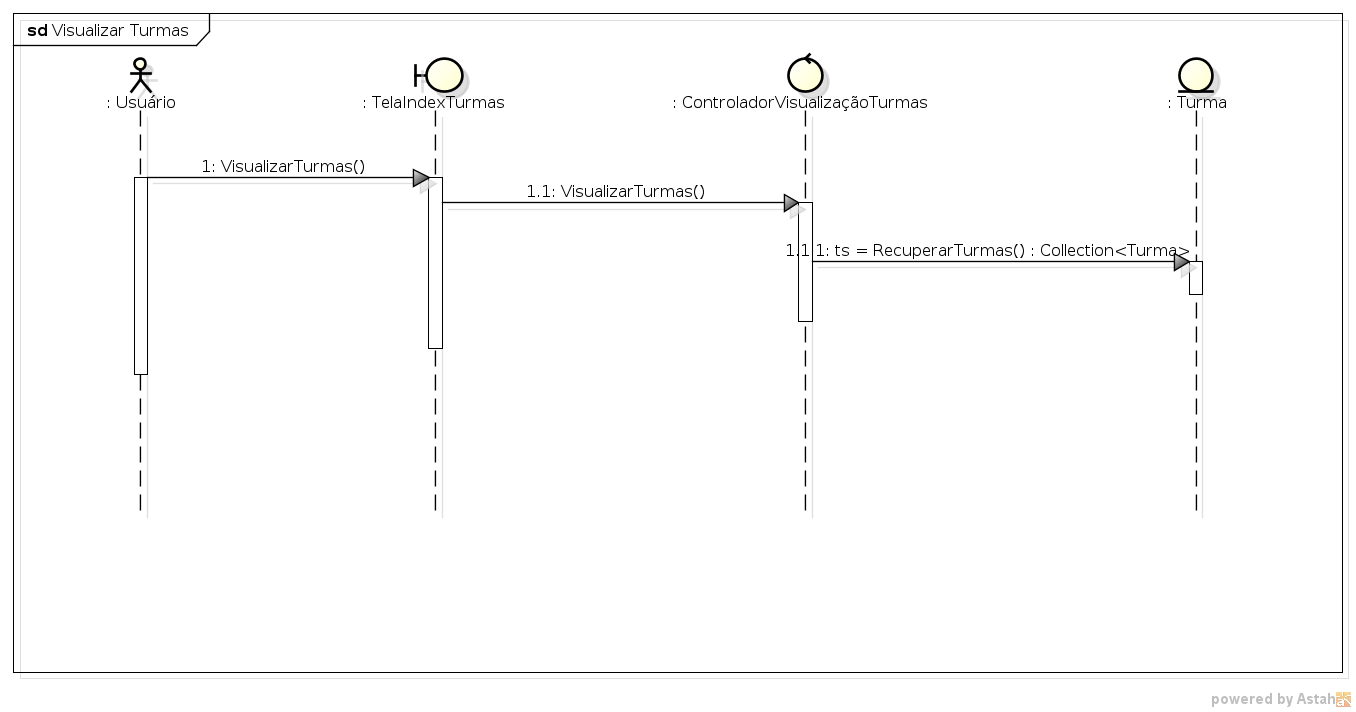 sd Visualizar Turmas
: Usuário
: TelaIndexTurmas
: ControladorVisualizaçãoTurmas
: Turma
1: VisualizarTurmas()
1.1: VisualizarTurmas()
1.1.1: ts = RecuperarTurmas() : Collection<Turma>
powered by Astah